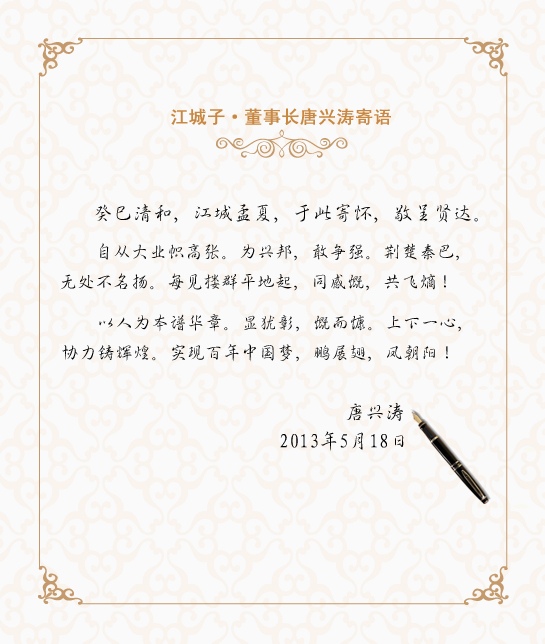 江城子·董事长唐兴涛寄语
癸巳清和，江城孟夏，于此寄怀，敬呈贤达。
自从大业帜高张。为兴邦，敢争强。荆楚秦巴，
无处不名扬。每见楼群平地起，同感慨，共飞熵！
以人为本谱华章。显犹彰，慨而慷。上下一心，
协力铸辉煌。实现百年中国梦，鹏展翅，凤朝阳！
唐兴涛
2013年5月18日